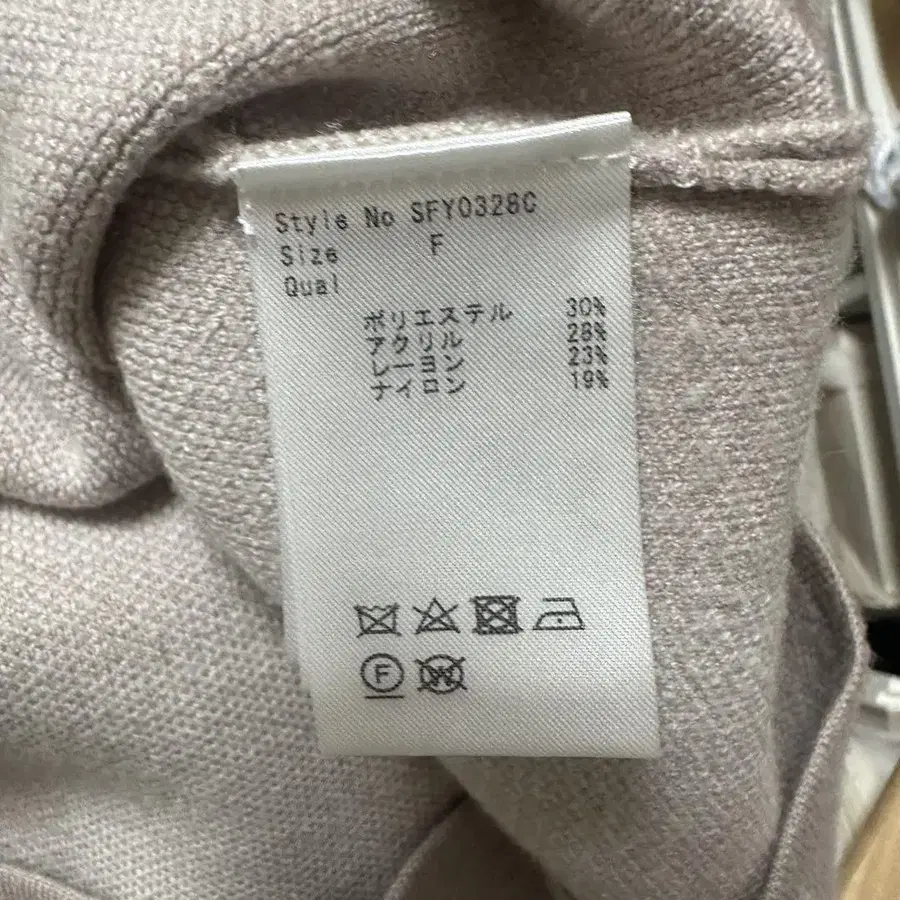 Style No SFY0328C
Size F
Qual
ポリエステル 30%
アクリル 28%
レーヨン 23%
ナイロン 19%
F
W